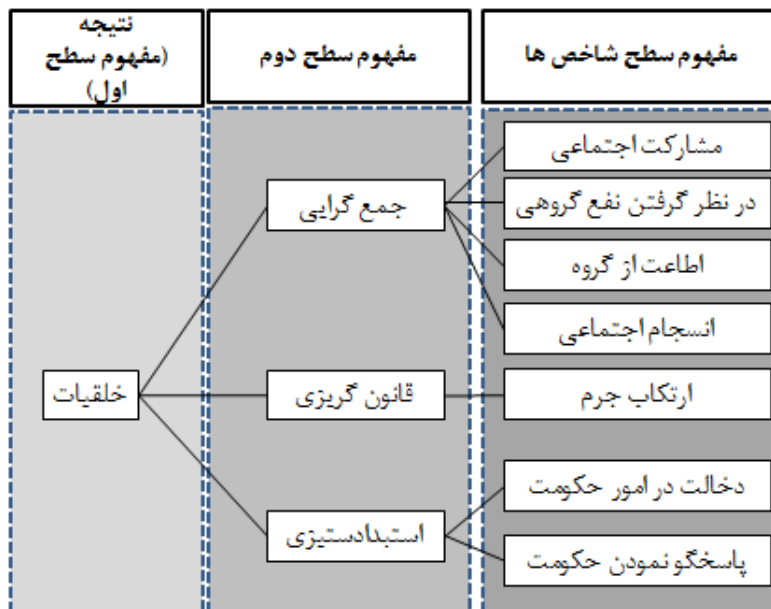 نتیجه
(مفهوم سطح
اول)
مفهوم سطح دوم
مفهوم سطح شاخص ها
خلقیات
جمع گرایی
قانون گریزی
استبدادستیزی
مشارکت اجتماعی
در نظر گرفتن نفع گروهی
اطاعت از گروه
انسجام اجتماعی
ارتکاب جرم
دخالت در امور حکومت
پاسخگو نمودن حکومت